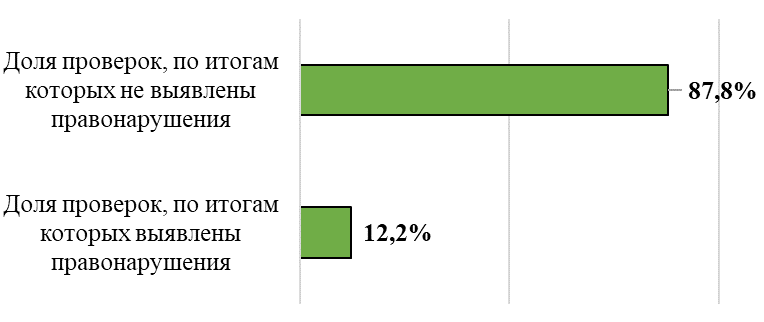 Доля проверок, по итогам
которых не выявлены
правонарушения
87,8%
Доля проверок, по итогам
которых выявлены
правонарушения
12,2%